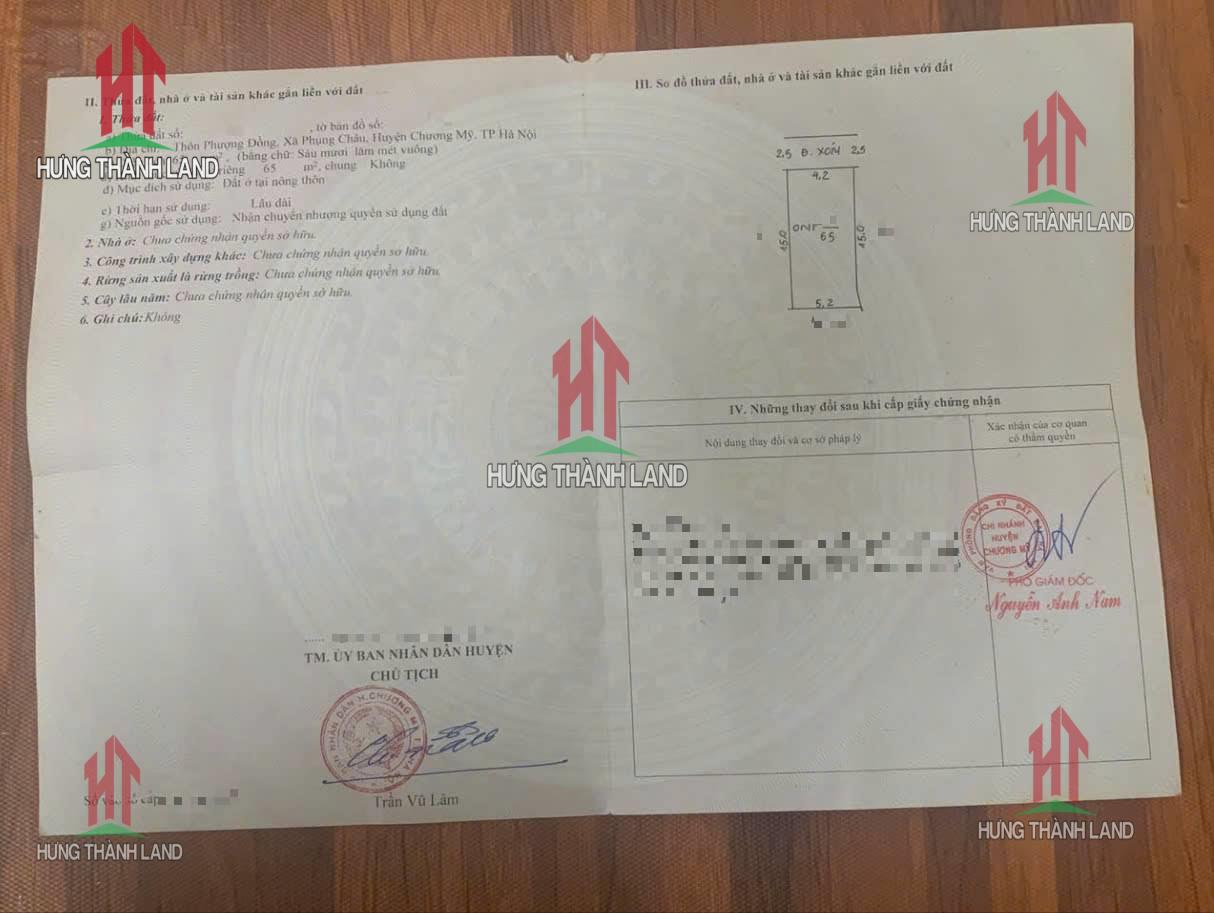 II. Thửa đất, nhà ở và tài sản khác gắn liền với đất
1. Thửa đất:
a) Thửa đất số: , tờ bản đồ số:
b) Địa chỉ: Thôn Phượng Đồng, Xã Phụng Châu, Huyện Chương Mỹ, TP Hà Nội
m², (bằng chữ: Sáu mươi lăm mét vuông)
riêng 65 m², chung Không
d) Mục đích sử dụng: Đất ở tại nông thôn
e) Thời hạn sử dụng: Lâu dài
g) Nguồn gốc sử dụng: Nhận chuyển nhượng quyền sử dụng đất
2. Nhà ở: Chưa chứng nhận quyền sở hữu.
3. Công trình xây dựng khác: Chưa chứng nhận quyền sở hữu.
4. Rừng sản xuất là rừng trồng: Chưa chứng nhận quyền sở hữu.
5. Cây lâu năm: Chưa chứng nhận quyền sở hữu.
6. Ghi chú: Không
TM. ỦY BAN NHÂN DÂN HUYỆN
CHỦ TỊCH
Trần Vũ Lâm
III. Sơ đồ thửa đất, nhà ở và tài sản khác gắn liền với đất
2,5 Đ. XÓM 2,5
4,2
15,0
ONT
65
15,0
5,2
IV. Những thay đổi sau khi cấp giấy chứng nhận
Nội dung thay đổi và cơ sở pháp lý
Xác nhận của cơ quan
có thẩm quyền
CHI NHÁNH
HUYỆN
CHƯƠNG MỸ
PHÓ GIÁM ĐỐC
Nguyễn Anh Nam
HT
HƯNG THÀNH LAND
HT
HƯNG THÀNH LAND
HT
HƯNG THÀNH LAND
HT
HƯNG THÀNH LAND
HT
HƯNG THÀNH LAND